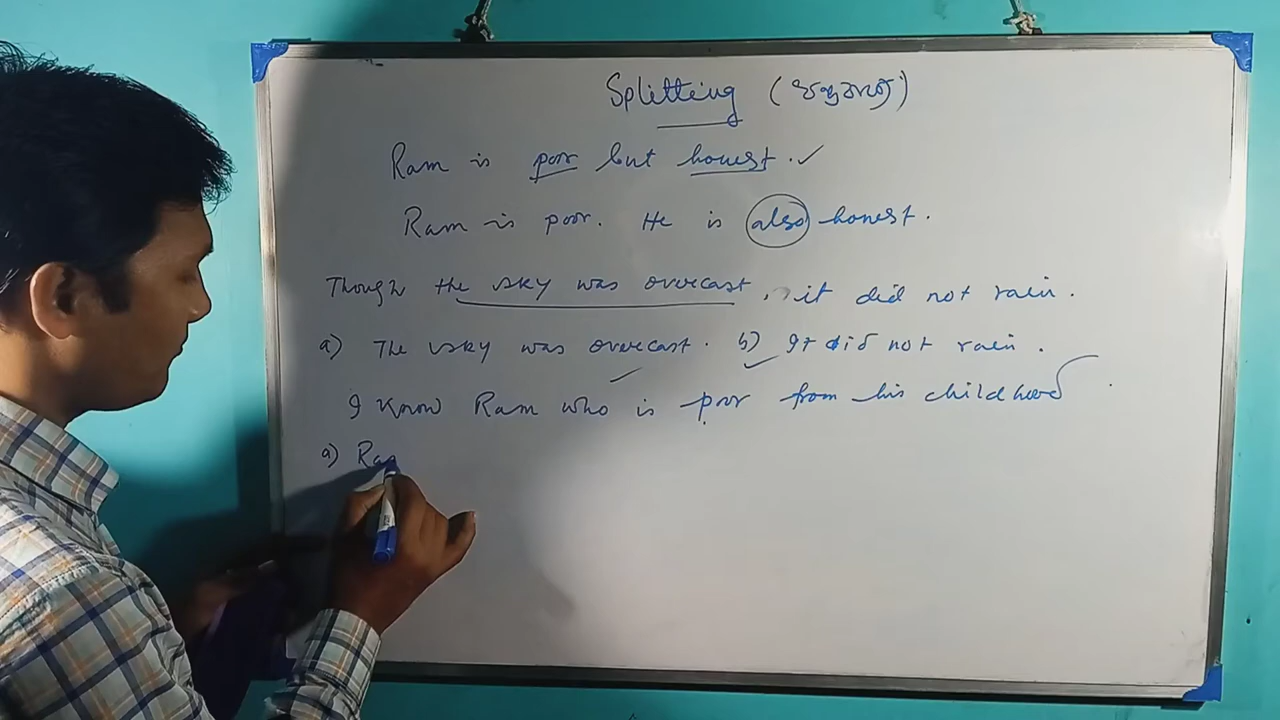 Splitting
Ram is poor but honest. ✓
Ram is poor. He is also honest.
Though the sky was overcast, it did not rain.
a) The sky was overcast. b) It did not rain.
I know Ram who is poor from his childhood.
a) Ram